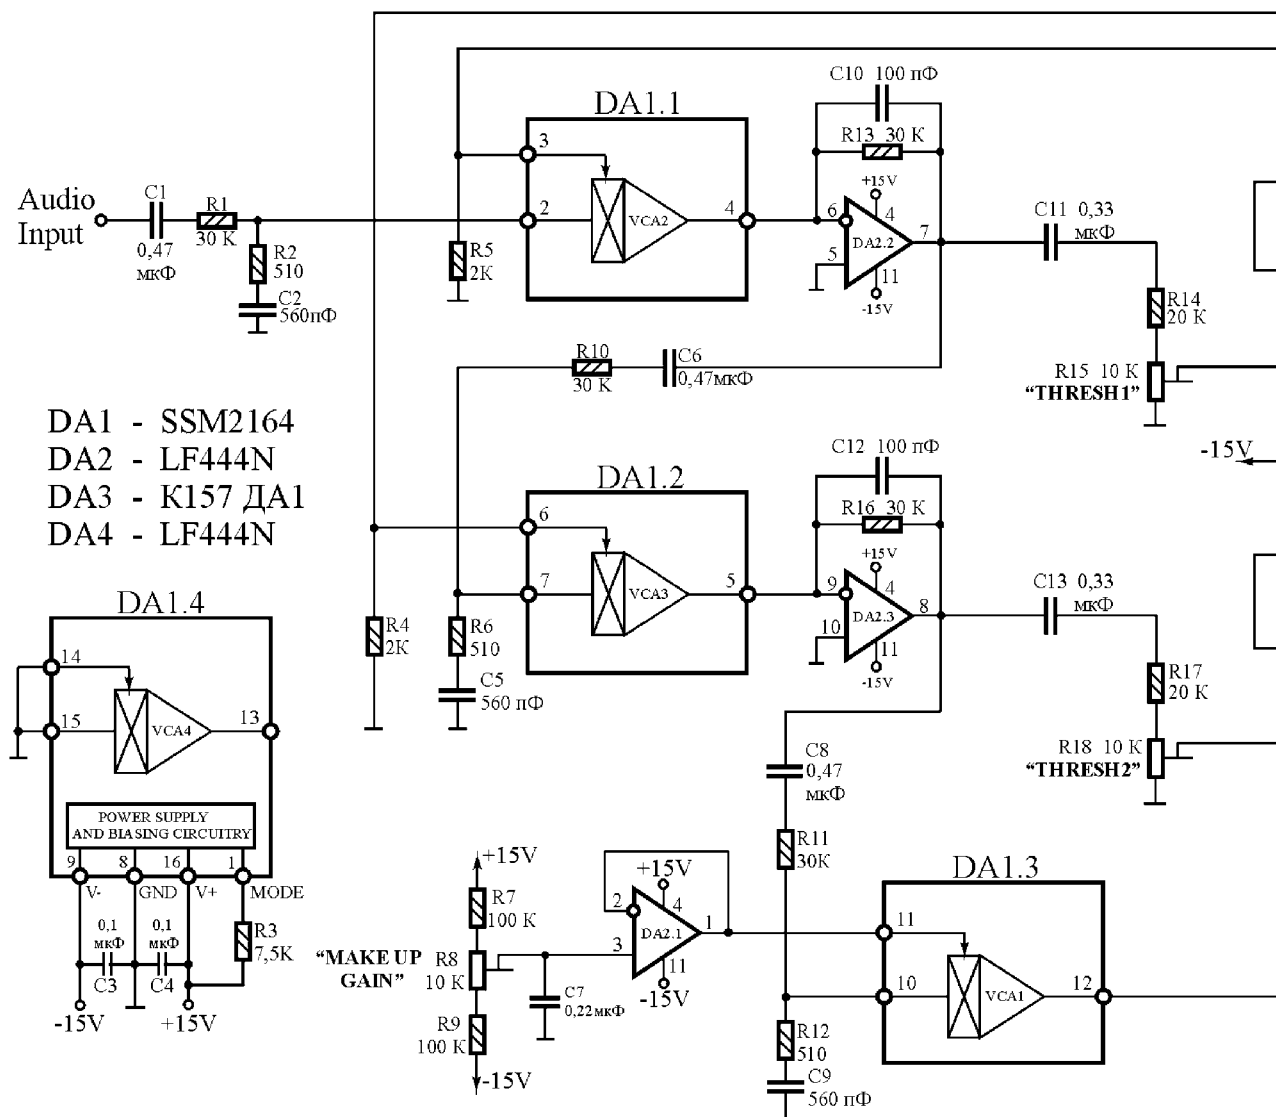 C10 100 пФ
DA1.1
R13 30 K
3
+15V
Audio
Input
C1
R1
0,47
мкФ
30 K
2
VCA2
4
6
4
7
DA2.2
5
11
-15V
C11 0,33
мкФ
R2
510
C2
560пФ
R5
2K
R14
20 K
R10
30 K
C6
0,47мкФ
R15 10 K
“THRESH1”
DA1 - SSM2164
DA2 - LF444N
DA3 - К157 ДА1
DA4 - LF444N
C12 100 пФ
-15V
DA1.2
R16 30 K
6
+15V
7
VCA3
5
9
4
8
DA2.3
10
11
-15V
C13 0,33
мкФ
DA1.4
R4
2K
R6
510
C5
560 пФ
R17
20 K
14
15
VCA4
13
R18 10 K
“THRESH2”
C8
0,47
мкФ
POWER SUPPLY
AND BIASING CIRCUITRY
9
8
16
1
V-
GND
V+
MODE
R11
30K
+15V
+15V
DA1.3
0,1
мкФ
0,1
мкФ
R3
7,5K
C3
C4
-15V
+15V
R7
100 K
“MAKE UP
GAIN”
R8
10 K
R9
100 K
-15V
2
4
1
DA2.1
3
11
-15V
C7
0,22мкФ
11
10
VCA1
12
R12
510
C9
560 пФ